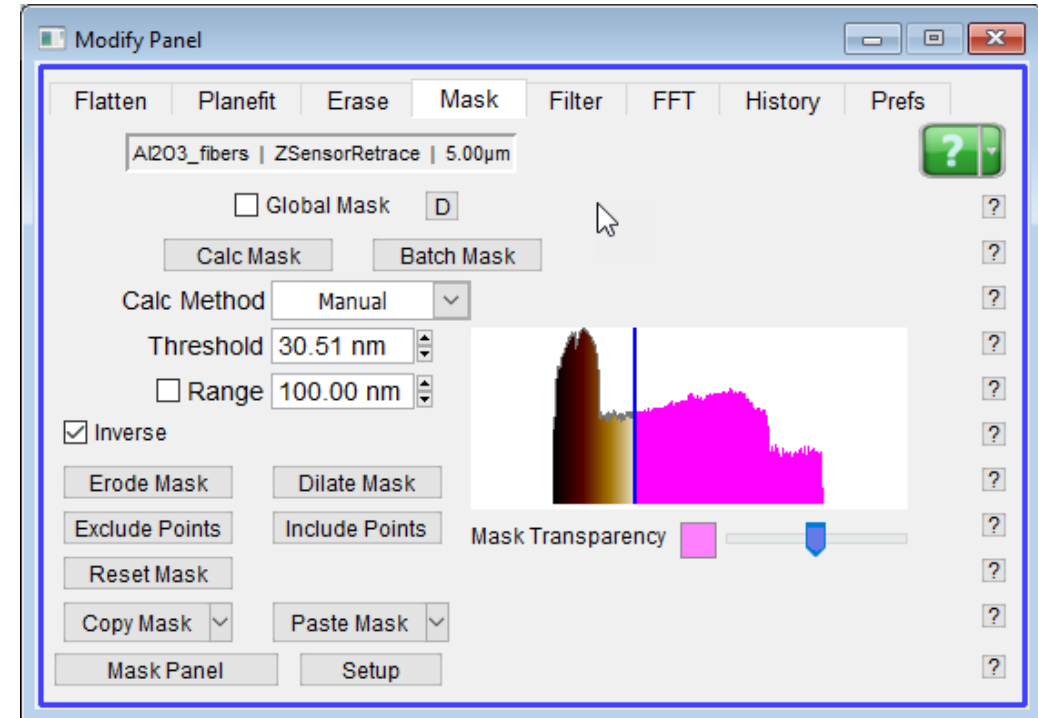 Modify Panel
Flatten Planefit Erase Mask Filter FFT History Prefs
Al2O3_fibers | ZSensorRetrace | 5.00µm
?
Global Mask D ?
Calc Mask Batch Mask ?
Calc Method Manual ?
Threshold 30.51 nm ?
Range 100.00 nm ?
Inverse ?
Erode Mask Dilate Mask ?
Exclude Points Include Points ?
Mask Transparency
Reset Mask ?
Copy Mask Paste Mask ?
Mask Panel Setup ?